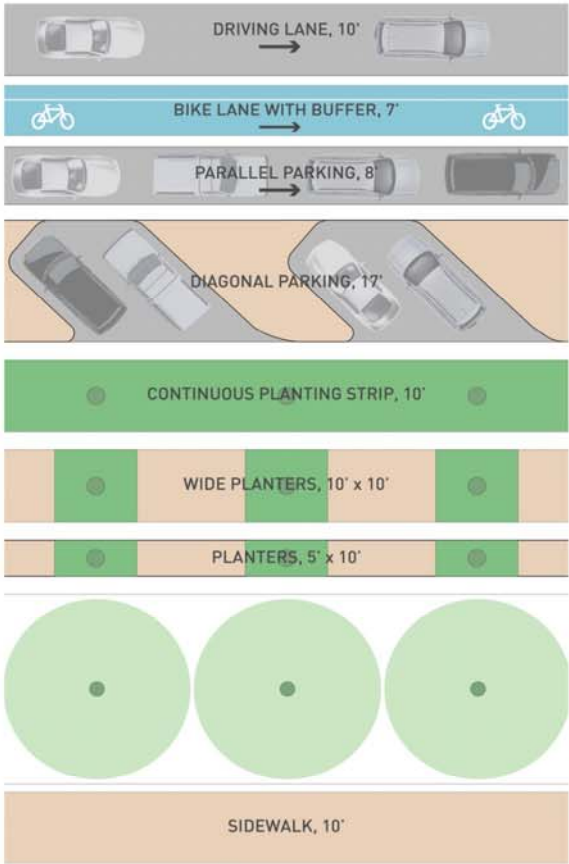 DRIVING LANE, 10'
BIKE LANE WITH BUFFER, 7'
PARALLEL PARKING, 8'
DIAGONAL PARKING, 17'
CONTINUOUS PLANTING STRIP, 10'
WIDE PLANTERS, 10' x 10'
PLANTERS, 5' x 10'
SIDEWALK, 10'